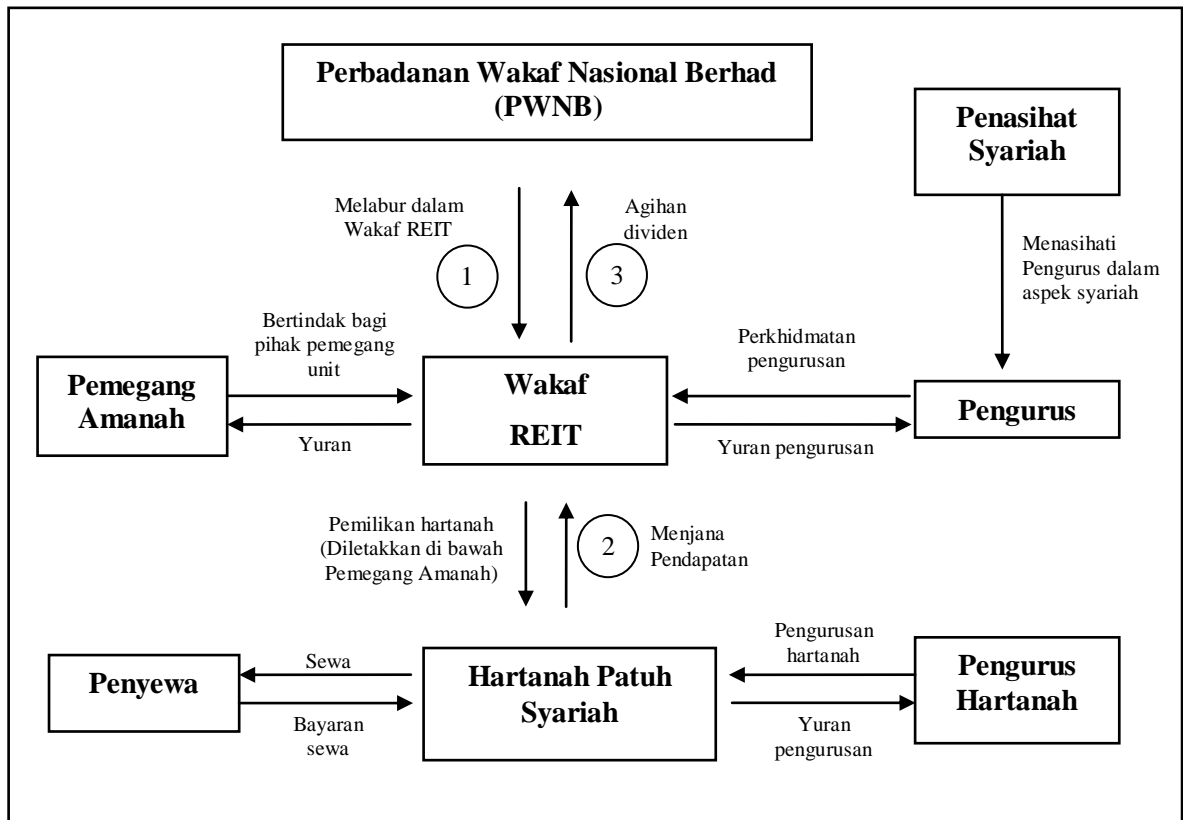 Perbadanan Wakaf Nasional Berhad
(PWNB)
Penasihat
Syariah
Melabur dalam
Wakaf REIT
1
Agihan
dividen
3
Menasihati
Pengurus dalam
aspek syariah
Bertindak bagi
pihak pemegang
unit
Perkhidmatan
pengurusan
Pemegang
Amanah
Wakaf
REIT
Pengurus
Yuran
Yuran pengurusan
Pemilikan hartanah
(Diletakkan di bawah
Pemegang Amanah)
2
Menjana
Pendapatan
Penyewa
Sewa
Bayaran
sewa
Hartanah Patuh
Syariah
Pengurusan
hartanah
Yuran
pengurusan
Pengurus
Hartanah